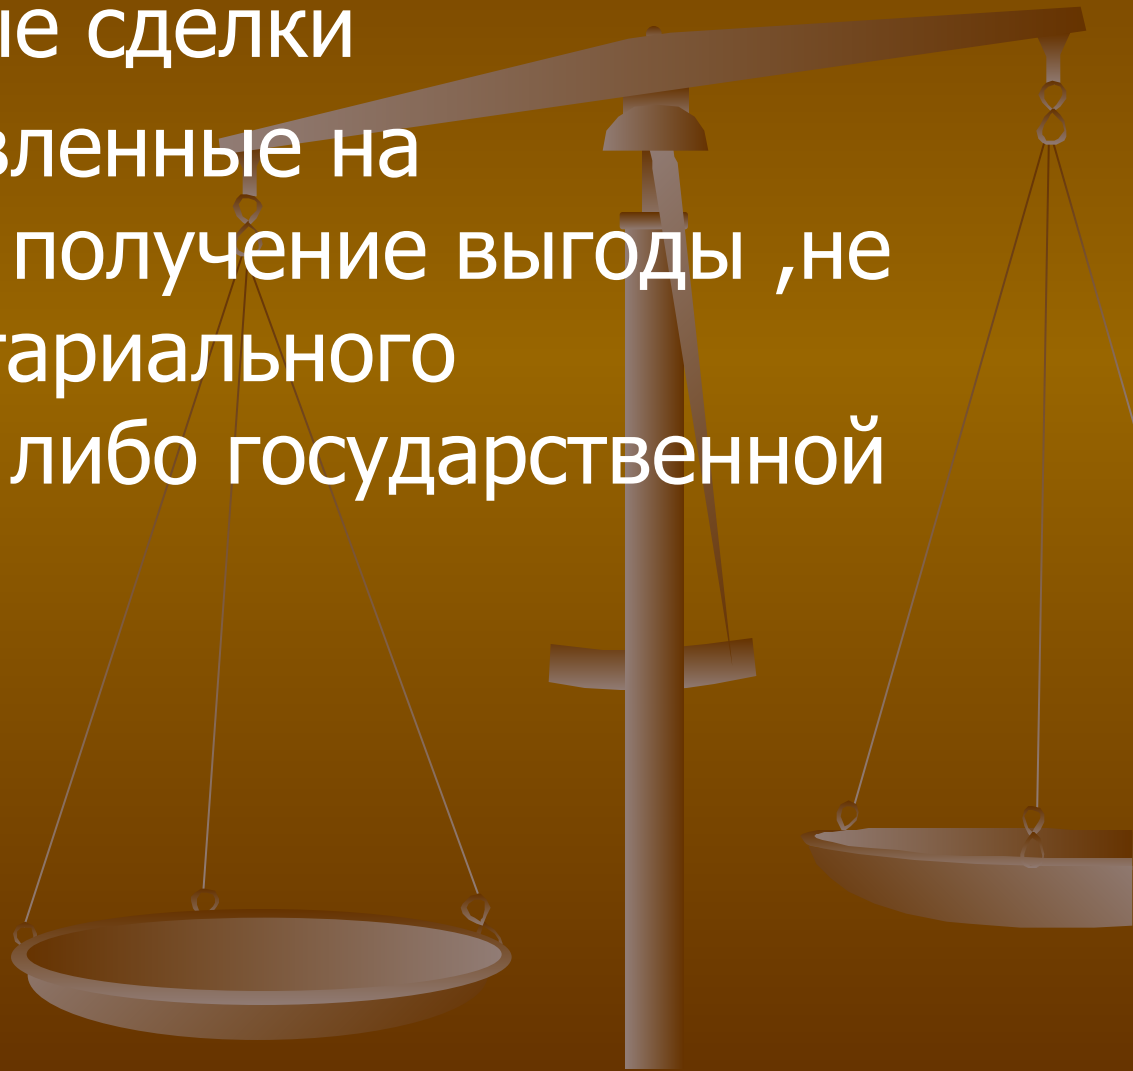 ые сделки
вленные на
получение выгоды ,не
тариального
либо государственной